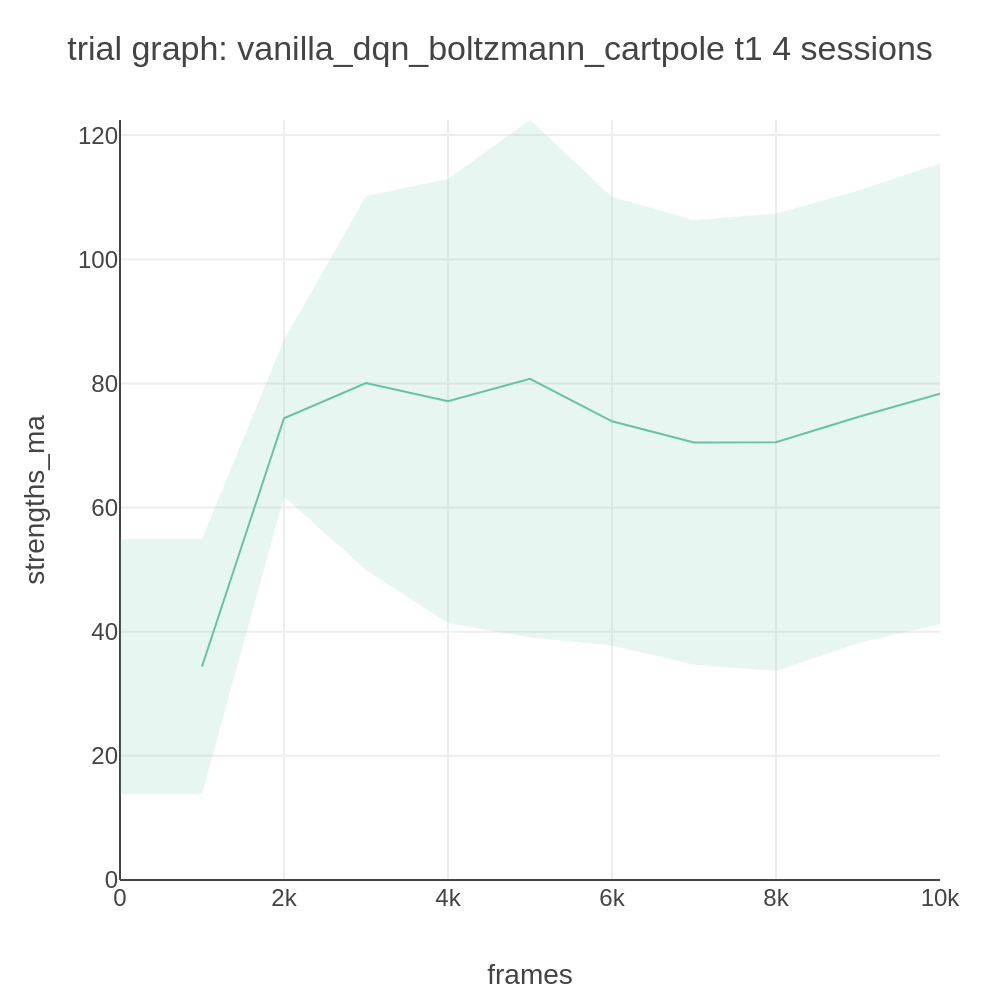 trial graph: vanilla_dqn_boltzmann_cartpole t1 4 sessions
120
100
80
60
40
20
0
strengths_ma
0 2k 4k 6k 8k 10k
frames